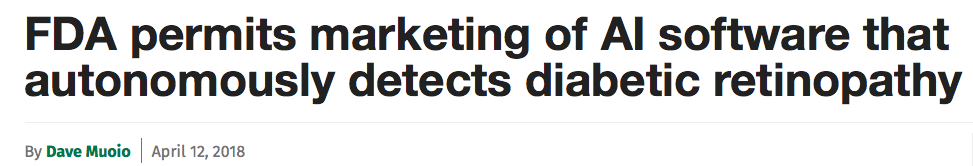 FDA permits marketing of AI software that
autonomously detects diabetic retinopathy
By Dave Muoio | April 12, 2018